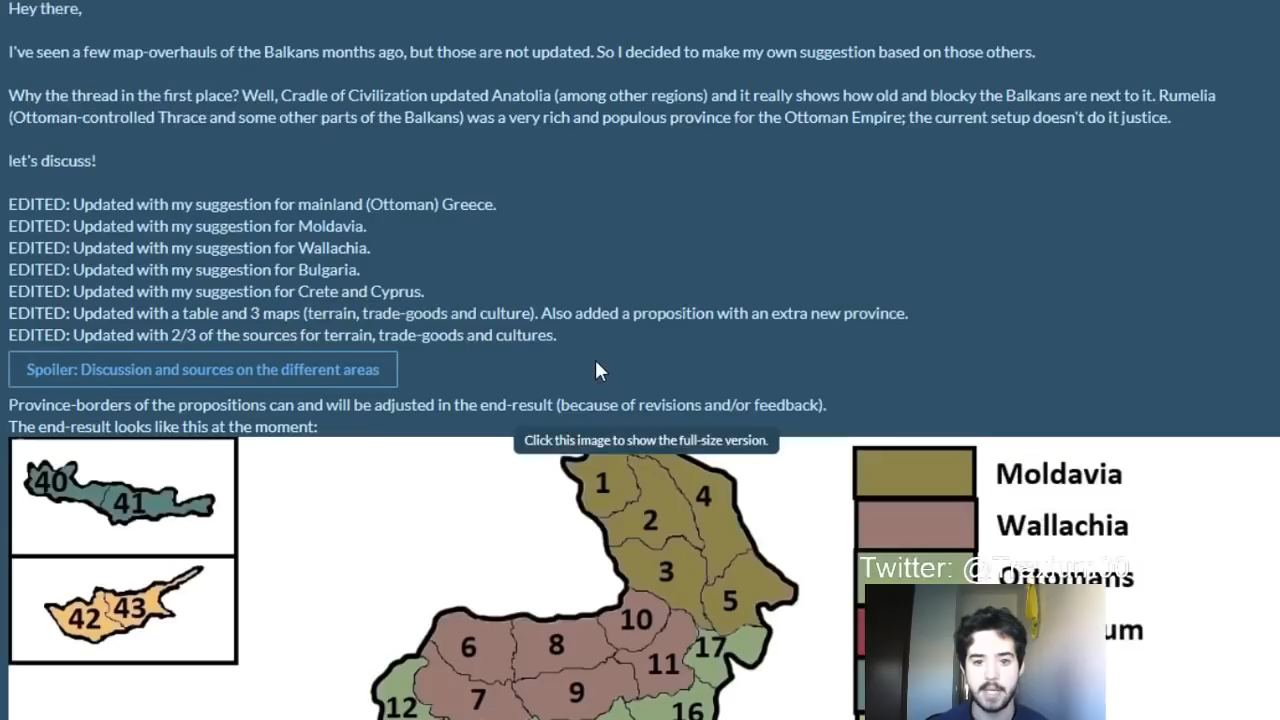 Hey there,
I've seen a few map-overhauls of the Balkans months ago, but those are not updated. So I decided to make my own suggestion based on those others.
Why the thread in the first place? Well, Cradle of Civilization updated Anatolia (among other regions) and it really shows how old and blocky the Balkans are next to it. Rumelia
(Ottoman-controlled Thrace and some other parts of the Balkans) was a very rich and populous province for the Ottoman Empire; the current setup doesn't do it justice.
let's discuss!
EDITED: Updated with my suggestion for mainland (Ottoman) Greece.
EDITED: Updated with my suggestion for Moldavia.
EDITED: Updated with my suggestion for Wallachia.
EDITED: Updated with my suggestion for Bulgaria.
EDITED: Updated with my suggestion for Crete and Cyprus.
EDITED: Updated with a table and 3 maps (terrain, trade-goods and culture). Also added a proposition with an extra new province.
EDITED: Updated with 2/3 of the sources for terrain, trade-goods and cultures.
Spoiler: Discussion and sources on the different areas
Province-borders of the propositions can and will be adjusted in the end-result (because of revisions and/or feedback).
The end-result looks like this at the moment:
Click this image to show the full-size version.
40
41
42
43
1
2
3
4
5
6
7
8
9
10
11
12
16
17
Moldavia
Wallachia
Ottomans
um
Twitter: